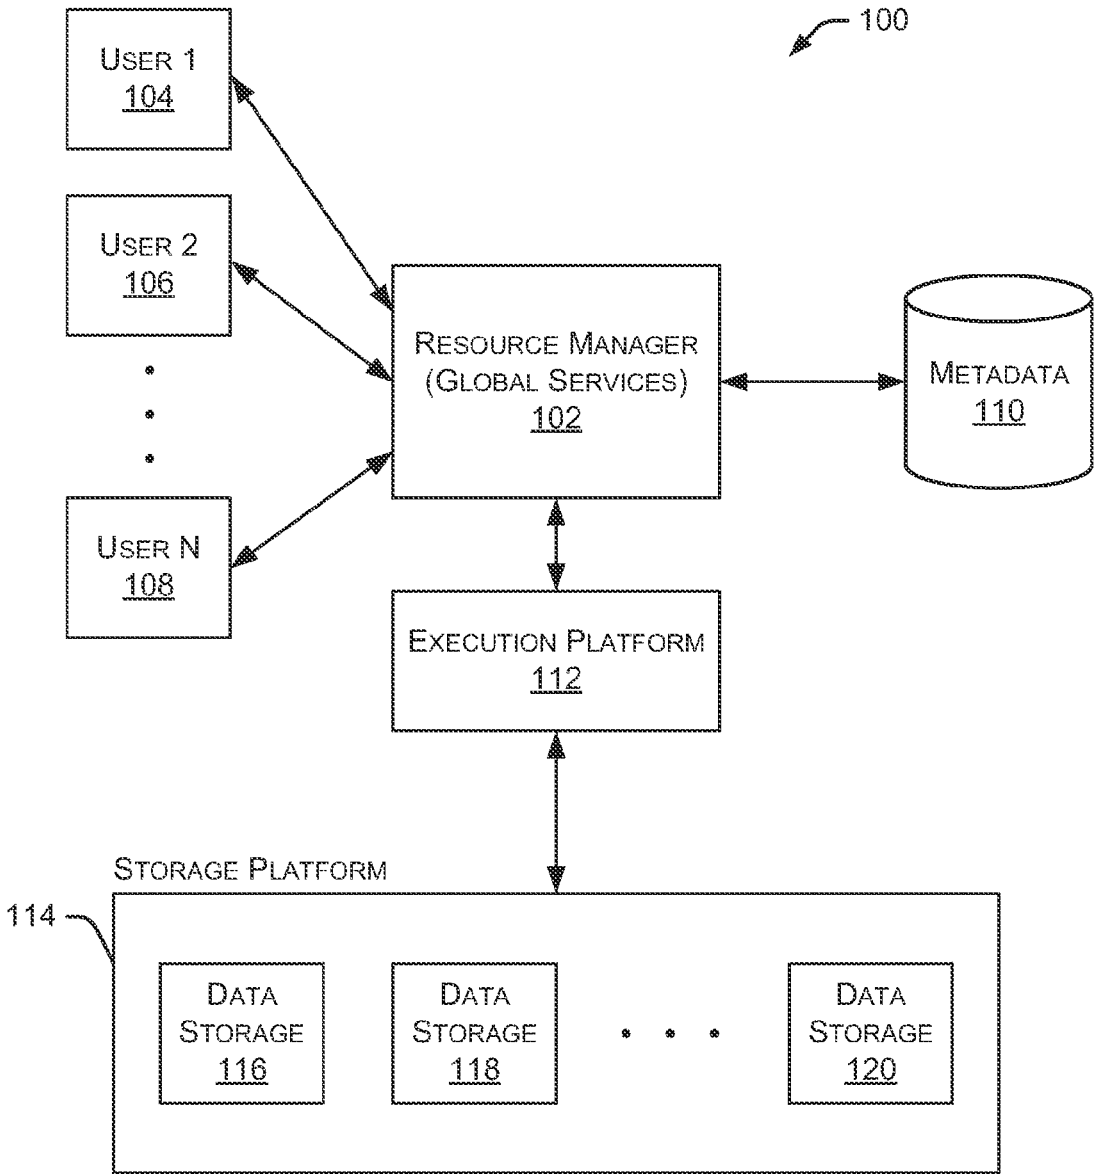 100
USER 1
104
USER 2
106
RESOURCE MANAGER
(GLOBAL SERVICES)
102
METADATA
110
USER N
108
EXECUTION PLATFORM
112
STORAGE PLATFORM
114
DATA
STORAGE
116
DATA
STORAGE
118
DATA
STORAGE
120